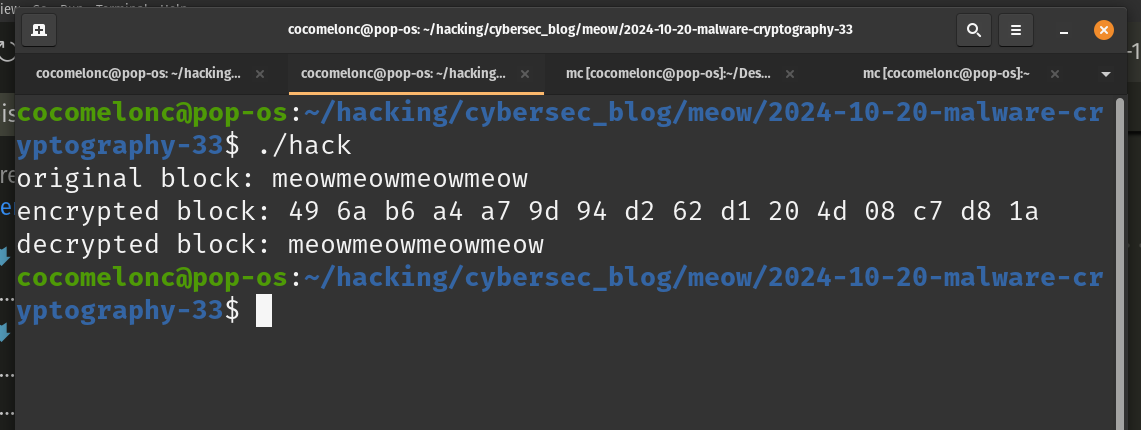 cocomelonc@pop-os: ~/hacking/cybersec_blog/meow/2024-10-20-malware-cryptography-33
cocomelonc@pop-os: ~/hacking... × cocomelonc@pop-os: ~/hacking... × mc [cocomelonc@pop-os]:~/Des... × mc [cocomelonc@pop-os]:~ ×
cocomelonc@pop-os:~/hacking/cybersec_blog/meow/2024-10-20-malware-cr
yptography-33$ ./hack
original block: meowmeowmeowmeow
encrypted block: 49 6a b6 a4 a7 9d 94 d2 62 d1 20 4d 08 c7 d8 1a
decrypted block: meowmeowmeowmeow
cocomelonc@pop-os:~/hacking/cybersec_blog/meow/2024-10-20-malware-cr
yptography-33$